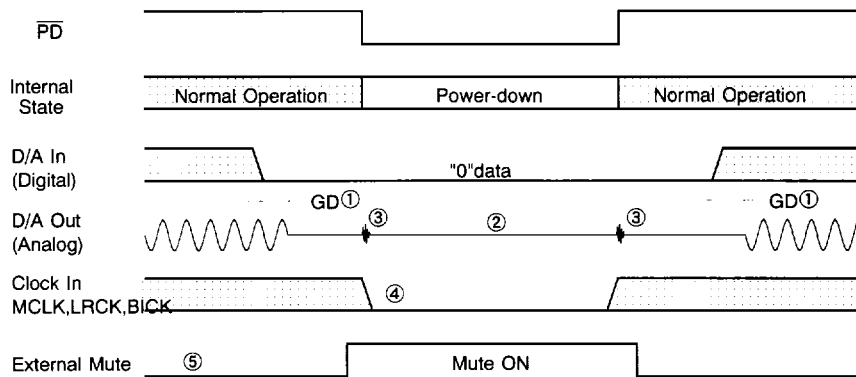 PD
Internal
State
Normal Operation
Power-down
Normal Operation
D/A In
(Digital)
"0"data
GD①
GD①
D/A Out
(Analog)
③
②
③
Clock In
MCLK,LRCK,BICK
④
External Mute
⑤
Mute ON